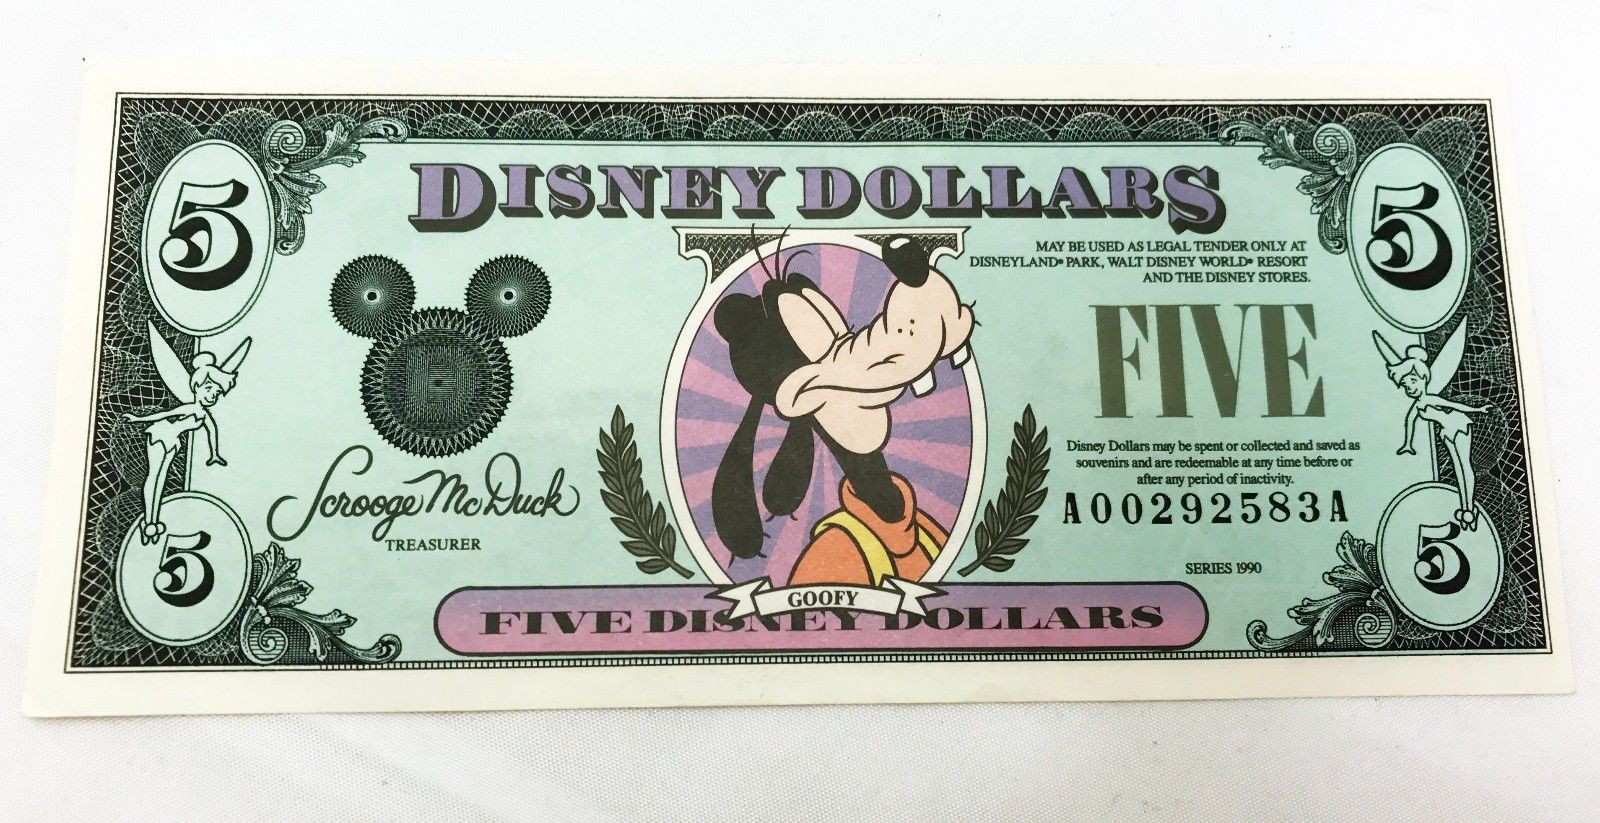 5
5
DISNEY DOLLARS
MAY BE USED AS LEGAL TENDER ONLY AT
DISNEYLAND® PARK, WALT DISNEY WORLD® RESORT
AND THE DISNEY STORES.
FIVE
Scrooge McDuck
TREASURER
Disney Dollars may be spent or collected and saved as
souvenirs and are redeemable at any time before or
after any period of inactivity.
A00292583A
SERIES 1990
5
5
GOOFY
FIVE DISNEY DOLLARS